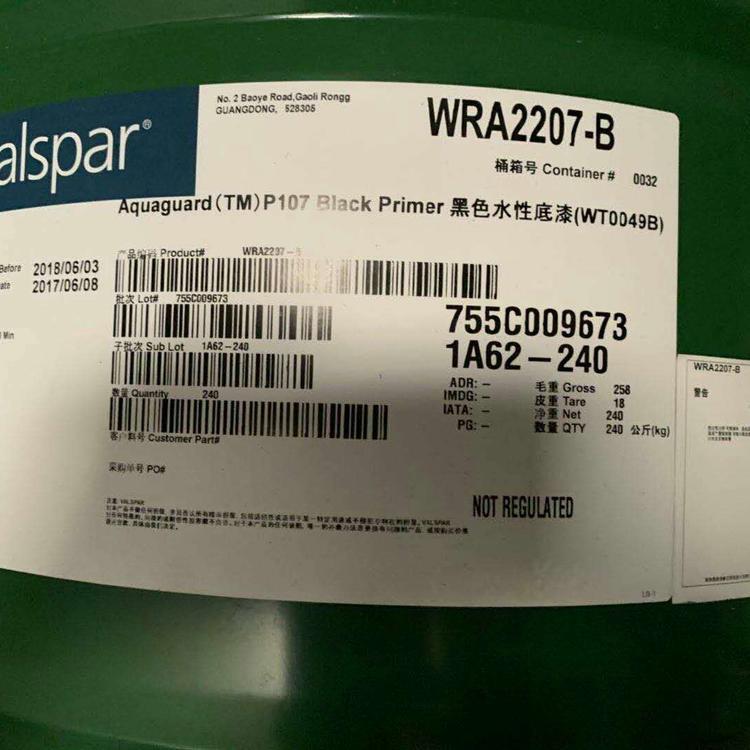 alspar®
No. 2 Baoye Road,Gaoli Rongg
GUANGDONG, 528305
WRA2207-B
桶箱号 Container # 0032
Aquaguard(TM)P107 Black Primer 黑色水性底漆(WT0049B)
产品编码 Product# WRA2207-B
Before 2018/06/03
ate 2017/06/08
批次 Lot# 755C009673
Min
子批次 Sub Lot 1A62-240
755C009673
1A62-240
数量 Quantity 240
ADR: - 毛重 Gross 258
IMDG: - 皮重 Tare 18
IATA: - 净重 Net 240
PG: - 数量 QTY 240 公斤(kg)
客户料号 Customer Part#
采购单号 PO#
NOT REGULATED
WRA2207-B
警告